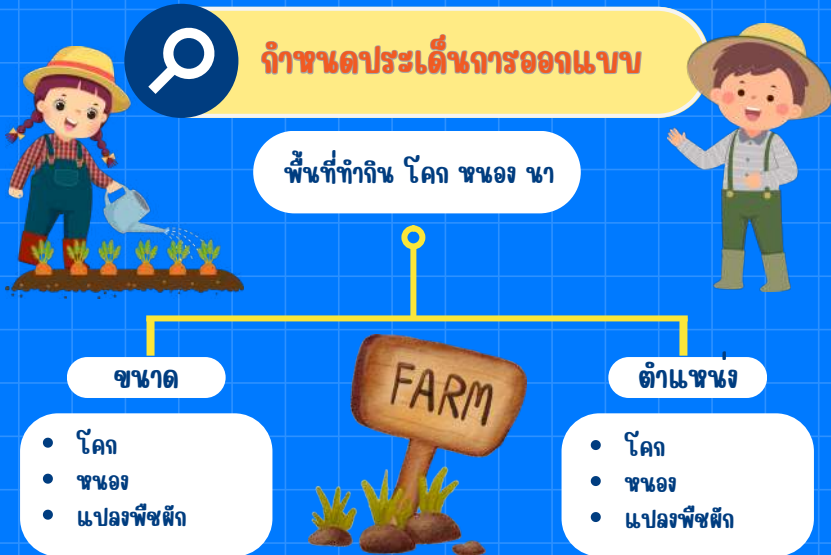 กำหนดประเด็นการออกแบบ
พื้นที่ทำกิน โคก หนอง นา
ขนาด
• โคก
• หนอง
• แปลงพืชผัก
FARM
ตำแหน่ง
• โคก
• หนอง
• แปลงพืชผัก